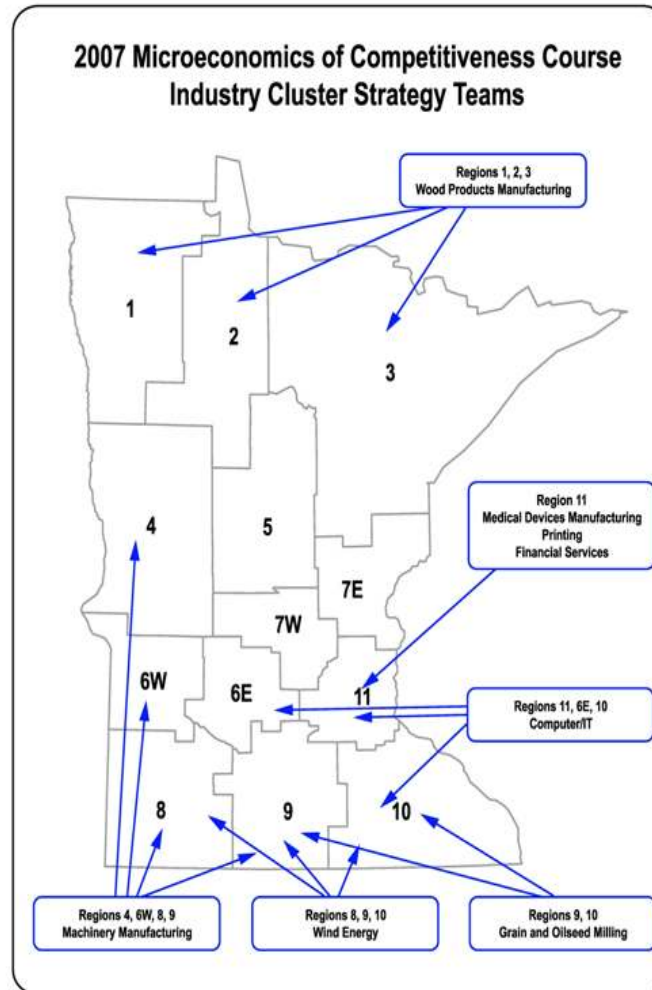 2007 Microeconomics of Competitiveness Course
Industry Cluster Strategy Teams
Regions 1, 2, 3
Wood Products Manufacturing
1
2
3
4
5
Region 11
Medical Devices Manufacturing
Printing
Financial Services
7E
7W
6W
6E
11
Regions 11, 6E, 10
Computer/IT
8
9
10
Regions 4, 6W, 8, 9
Machinery Manufacturing
Regions 8, 9, 10
Wind Energy
Regions 9, 10
Grain and Oilseed Milling